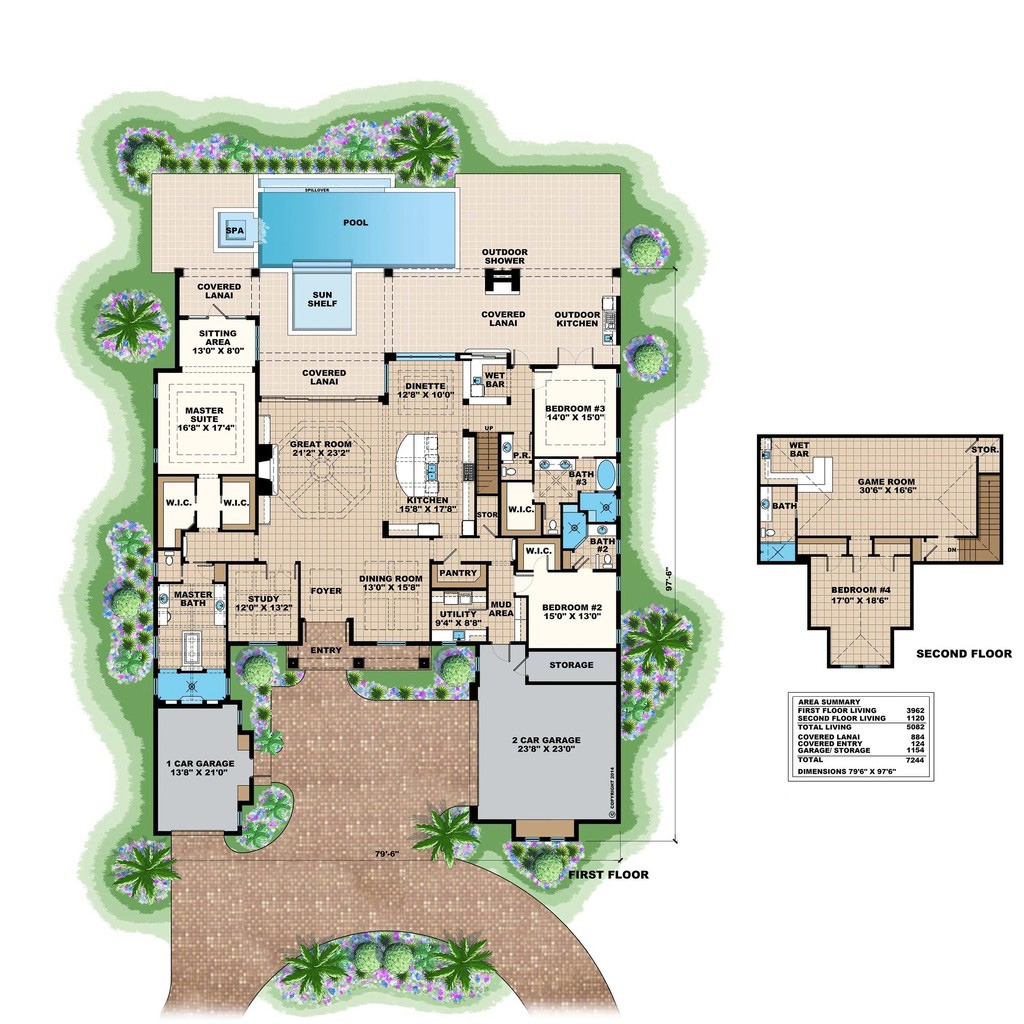 SPILLOVER
POOL
SPA
OUTDOOR
SHOWER
COVERED
LANAI
SUN
SHELF
COVERED
LANAI
OUTDOOR
KITCHEN
SITTING
AREA
13'0" X 8'0"
COVERED
LANAI
DINETTE
12'8" X 10'0"
WET
BAR
MASTER
SUITE
16'8" X 17'4"
BEDROOM #3
14'0" X 15'0"
GREAT ROOM
21'2" X 23'2"
UP
P.R.
BATH
#3
W.I.C.
W.I.C.
KITCHEN
15'8" X 17'8"
STOR
W.I.C.
BATH
#2
W.I.C.
MASTER
BATH
STUDY
12'0" X 13'2"
FOYER
DINING ROOM
13'0" X 15'8"
PANTRY
UTILITY
9'4" X 8'8"
MUD
AREA
BEDROOM #2
15'0" X 13'0"
97'-6"
ENTRY
STORAGE
1 CAR GARAGE
13'8" X 21'0"
2 CAR GARAGE
23'8" X 23'0"
© COPYRIGHT 2014
79'-6"
FIRST FLOOR
WET
BAR
STOR.
GAME ROOM
30'6" X 16'6"
BATH
DN
BEDROOM #4
17'0" X 18'6"
SECOND FLOOR
AREA SUMMARY
FIRST FLOOR LIVING 3962
SECOND FLOOR LIVING 1120
TOTAL LIVING 5082
COVERED LANAI 884
COVERED ENTRY 124
GARAGE/ STORAGE 1154
TOTAL 7244
DIMENSIONS 79'6" X 97'6"